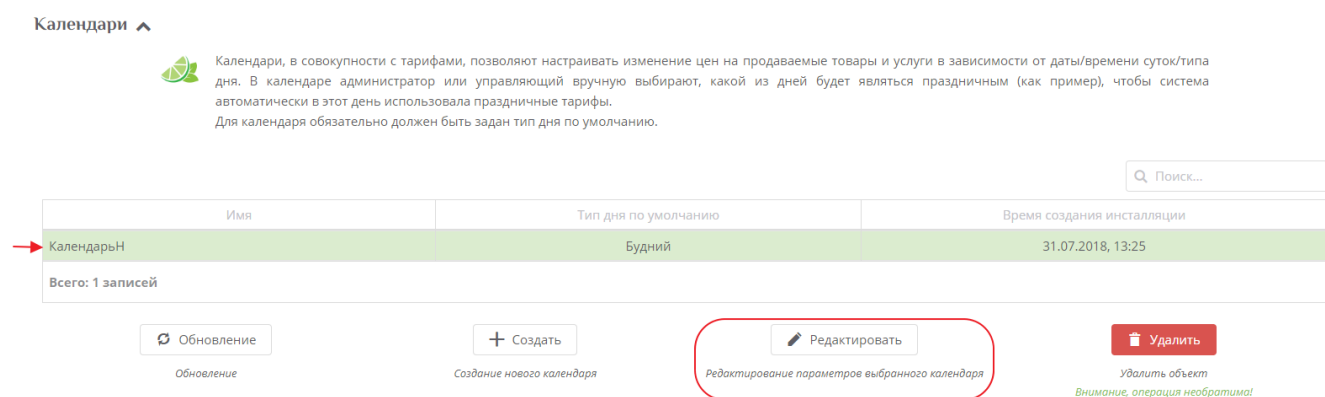 Календари
Календари, в совокупности с тарифами, позволяют настраивать изменение цен на продаваемые товары и услуги в зависимости от даты/времени суток/типа
дня. В календаре администратор или управляющий вручную выбирают, какой из дней будет являться праздничным (как пример), чтобы система
автоматически в этот день использовала праздничные тарифы.
Для календаря обязательно должен быть задан тип дня по умолчанию.
Поиск...
Имя Тип дня по умолчанию Время создания инсталляции
КалендарьН Будний 31.07.2018, 13:25
Всего: 1 записей
Обновление Создать Редактировать Удалить
Обновление Создание нового календаря Редактирование параметров выбранного календаря Удалить объект
Внимание, операция необратима!